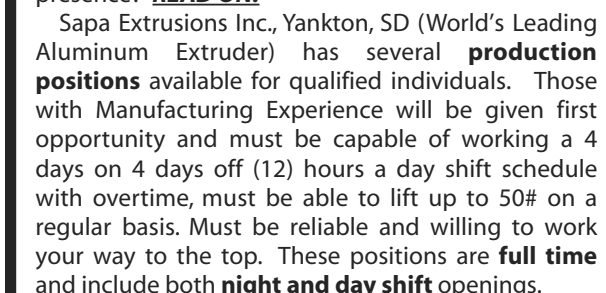 presence? READ ON!
Sapa Extrusions Inc., Yankton, SD (World's Leading
Aluminum Extruder) has several production
positions available for qualified individuals. Those
with Manufacturing Experience will be given first
opportunity and must be capable of working a 4
days on 4 days off (12) hours a day shift schedule
with overtime, must be able to lift up to 50# on a
regular basis. Must be reliable and willing to work
your way to the top. These positions are full time
and include both night and day shift openings.